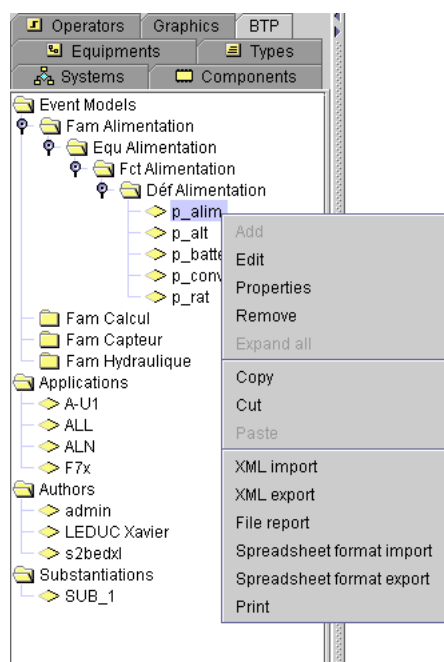 Operators Graphics BTP
Equipments Types
Systems Components
Event Models
Fam Alimentation
Equ Alimentation
Fct Alimentation
Déf Alimentation
p_alim
p_alt
p_batte
p_conv
p_rat
Fam Calcul
Fam Capteur
Fam Hydraulique
Applications
A-U1
ALL
ALN
F7x
Authors
admin
LEDUC Xavier
s2bedxl
Substantiations
SUB_1
Add
Edit
Properties
Remove
Expand all
Copy
Cut
Paste
XML import
XML export
File report
Spreadsheet format import
Spreadsheet format export
Print